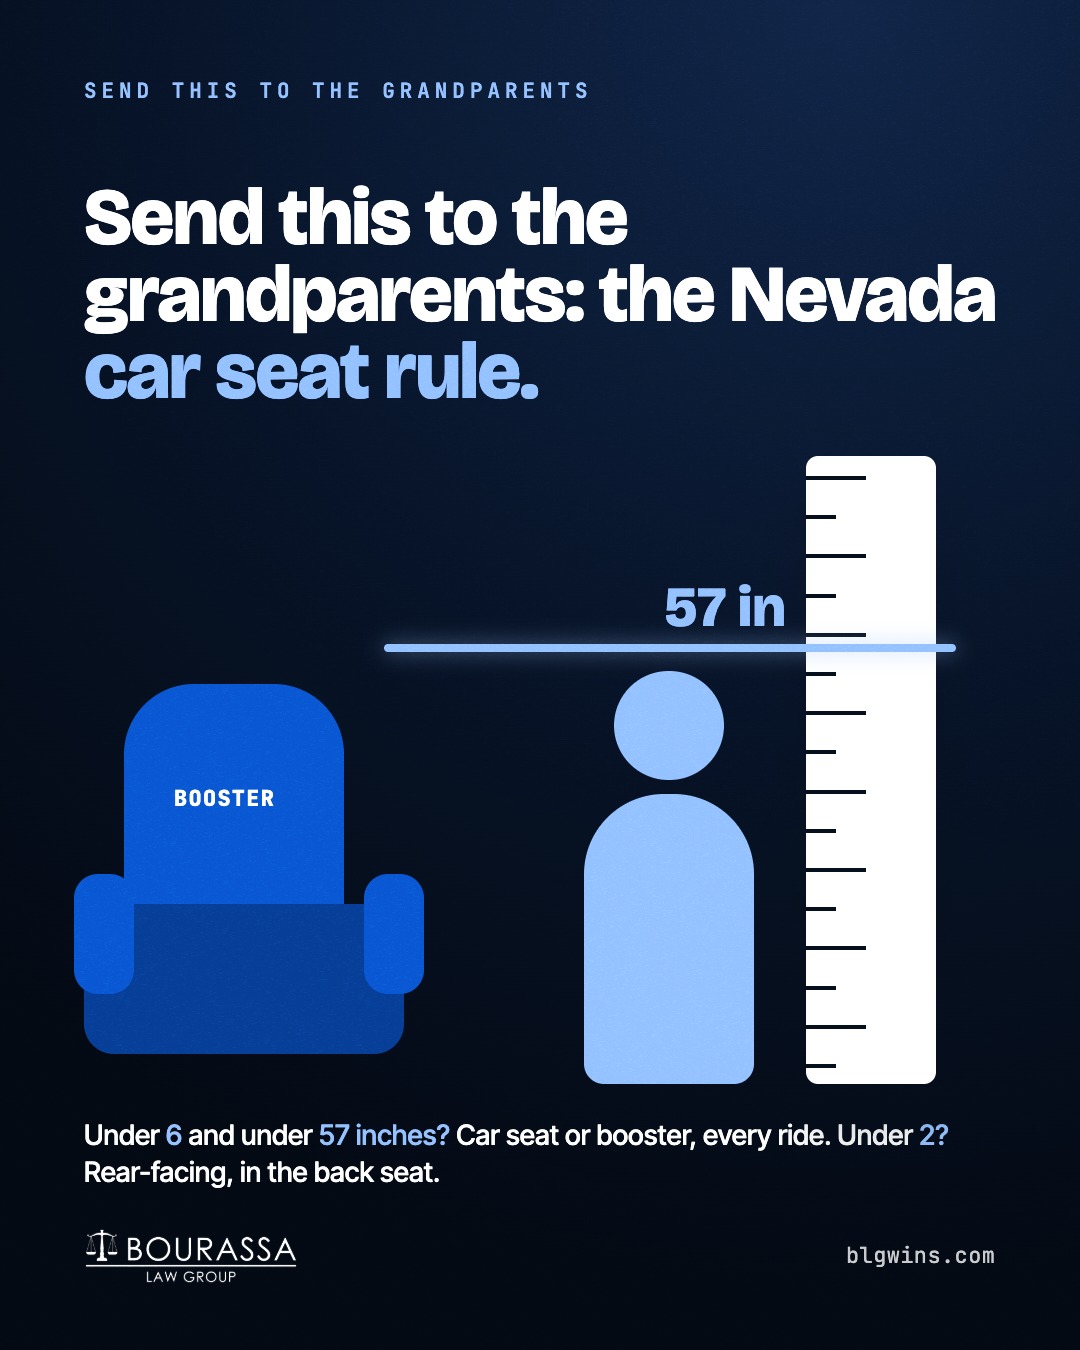 SEND THIS TO THE GRANDPARENTS
Send this to the
grandparents: the Nevada
car seat rule.
57 in
BOOSTER
Under 6 and under 57 inches? Car seat or booster, every ride. Under 2?
Rear-facing, in the back seat.
BOURASSA
LAW GROUP
blgwins.com